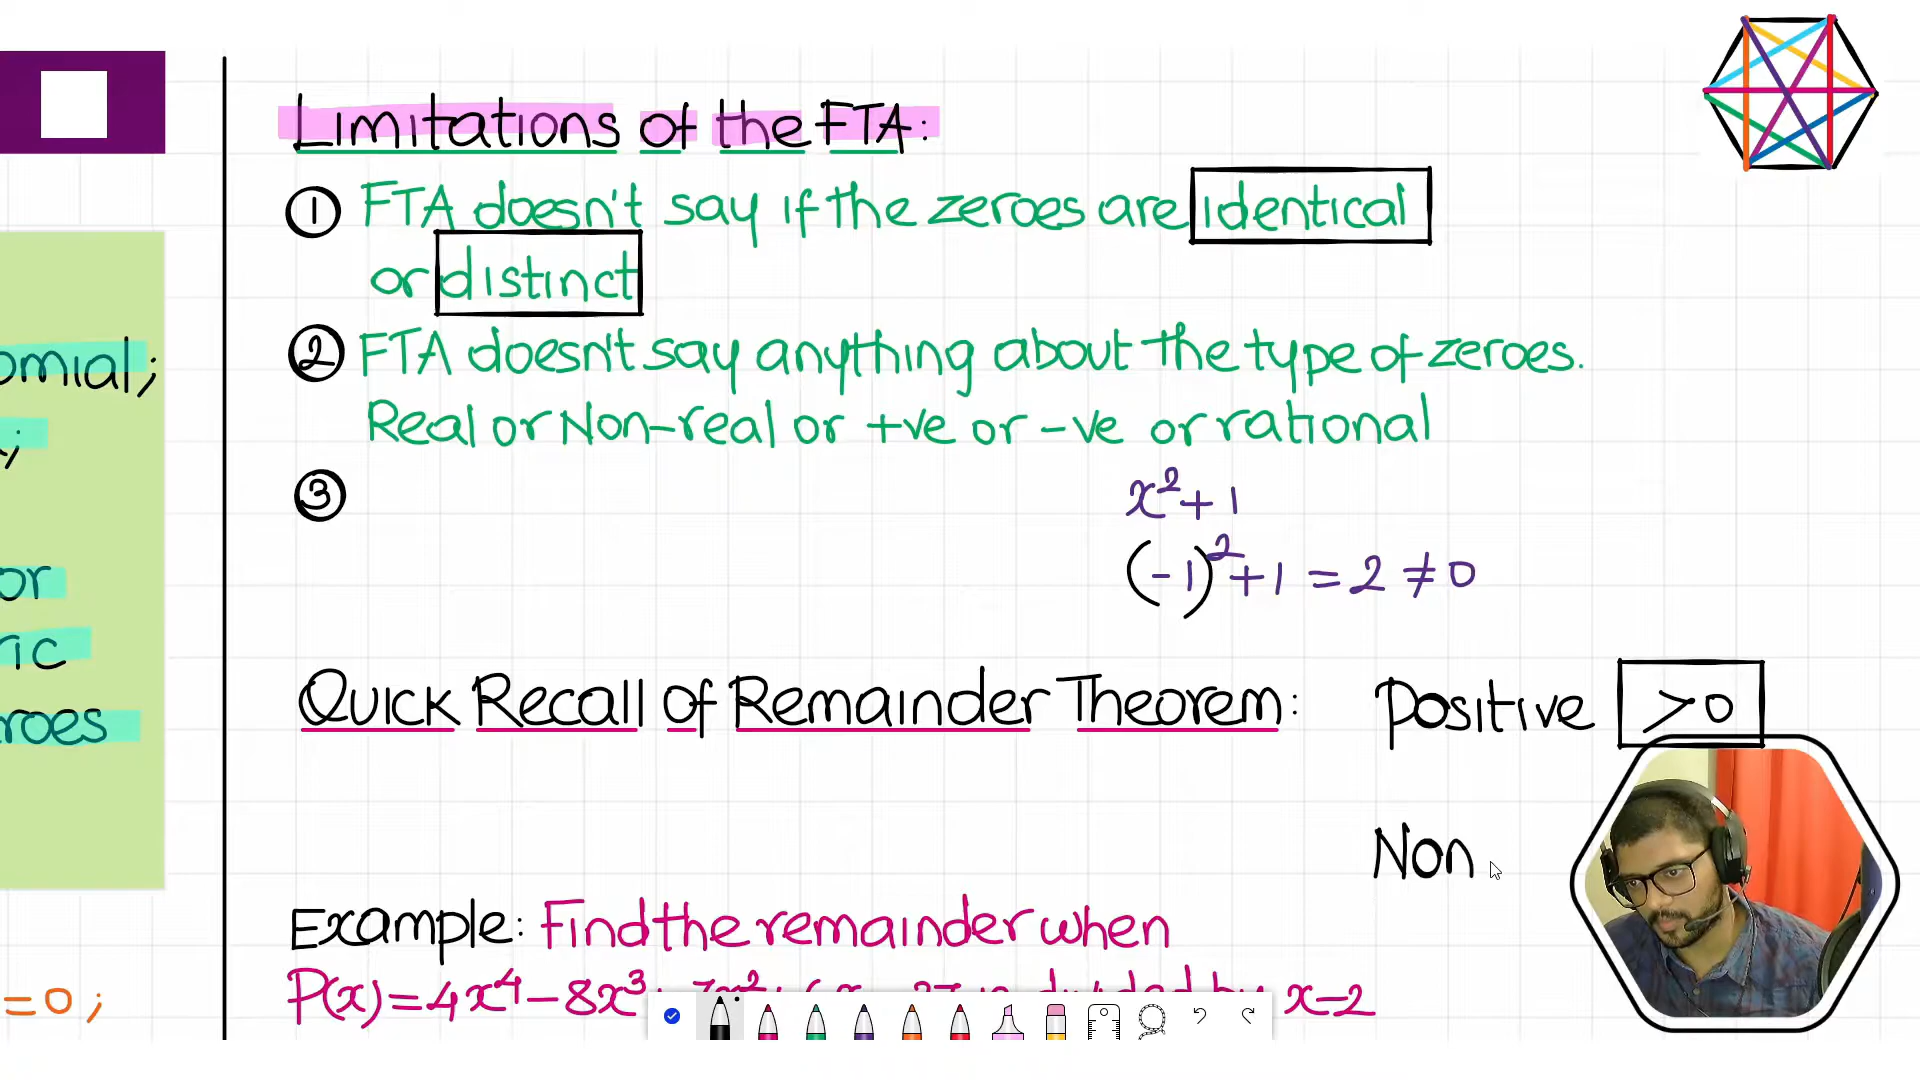 Limitations of the FTA:
① FTA doesn't say if the zeroes are identical
or distinct
② FTA doesn't say anything about the type of zeroes.
Real or Non-real or +ve or -ve or rational
③
x² + 1
(-1)² + 1 = 2 ≠ 0
omial;
or
ric
roes
=0;
Quick Recall of Remainder Theorem:
Positive >0
Non
Example: Find the remainder when
P(x)=4x⁴-8x³ x-2